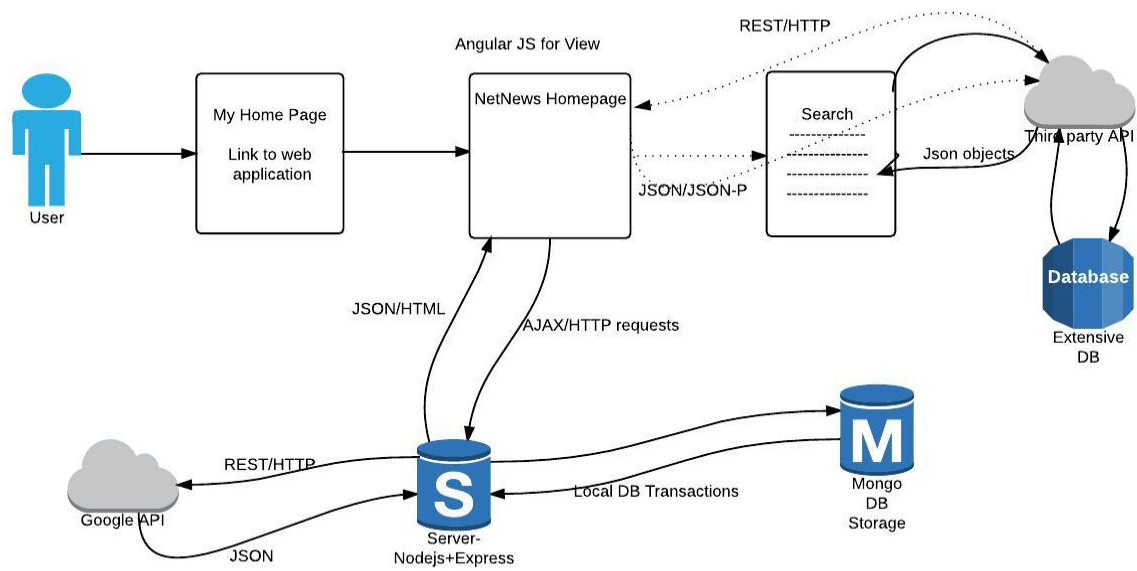 REST/HTTP
Angular JS for View
NetNews Homepage
My Home Page
Link to web
application
Search
Third party API
Json objects
JSON/JSON-P
User
Database
Extensive
DB
JSON/HTML
AJAX/HTTP requests
M
Mongo
DB
Storage
REST/HTTP
S
Local DB Transactions
Google API
JSON
Server-
Nodejs+Express